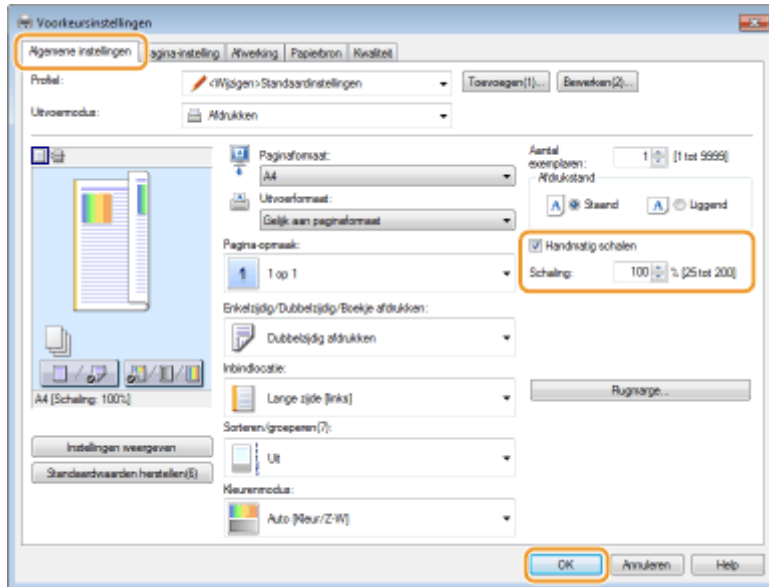 Voorkeursinstellingen
Algemene instellingen Pagina-instelling Afwerking Papierbron Kwaliteit
Profiel: <Wijzigen>Standaardinstellingen Toevoegen(1)... Bewerken(2)...
Uitvoermodus: Afdrukken
Paginaformaat:
A4
Uitvoerformaat:
Gelijk aan paginaformaat
Pagina-opmaak:
1 1 op 1
Enkelzijdig/Dubbelzijdig/Boekje afdrukken:
Dubbelzijdig afdrukken
Inbindlocatie:
Lange zijde [links]
Sorteren/groeperen(7):
Uit
Kleurenmodus:
Auto [Kleur/Z-W]
Aantal exemplaren: 1 [1 tot 9999]
Afdrukstand
A Staand A Liggend
Handmatig schalen
Schaling: 100 % [25 tot 200]
Rugmarge...
A4 [Schaling: 100%]
Instellingen weergeven
Standaardwaarden herstellen(6)
OK Annuleren Help